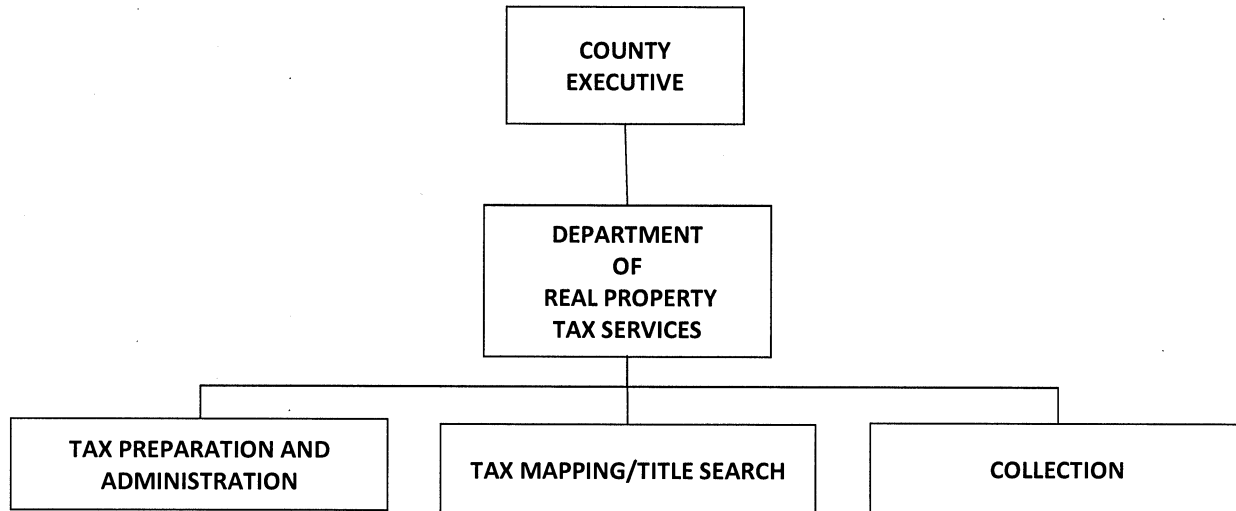 COUNTY
EXECUTIVE
DEPARTMENT
OF
REAL PROPERTY
TAX SERVICES
TAX PREPARATION AND
ADMINISTRATION
TAX MAPPING/TITLE SEARCH
COLLECTION